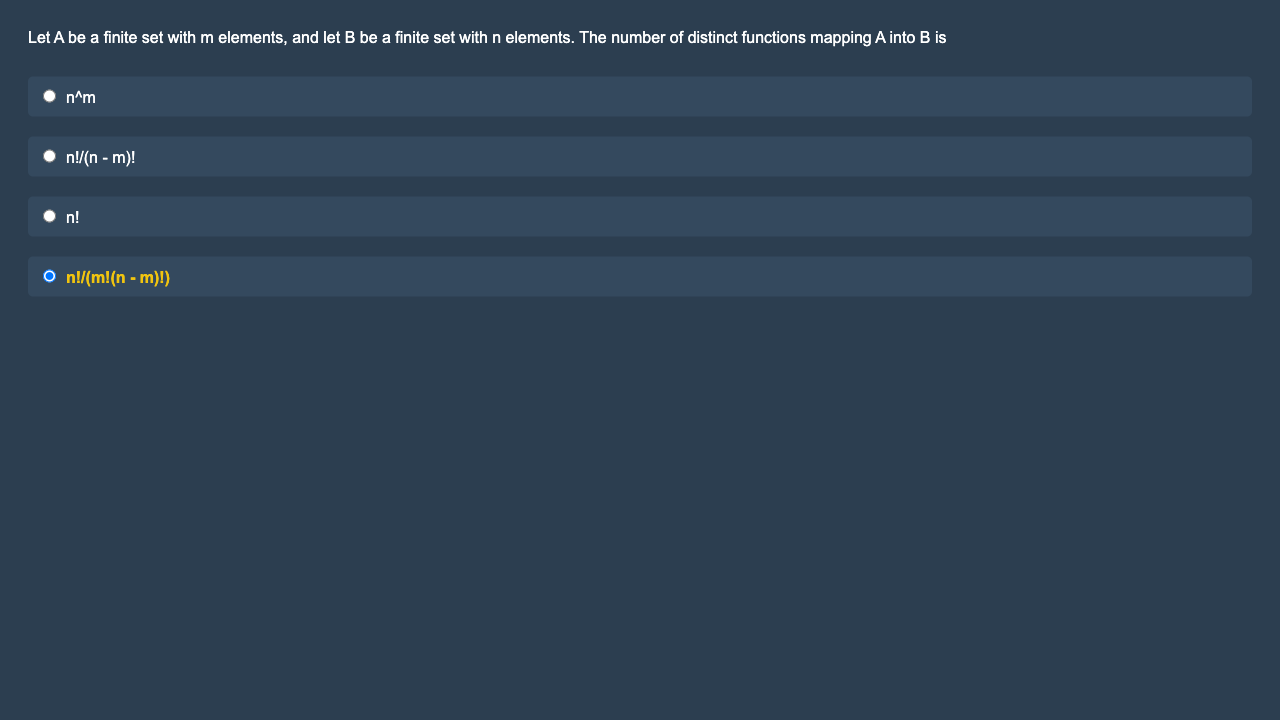 Let A be a finite set with m elements, and let B be a finite set with n elements. The number of distinct functions mapping A into B is
n^m
n!/(n - m)!
n!
n!/(m!(n - m)!)